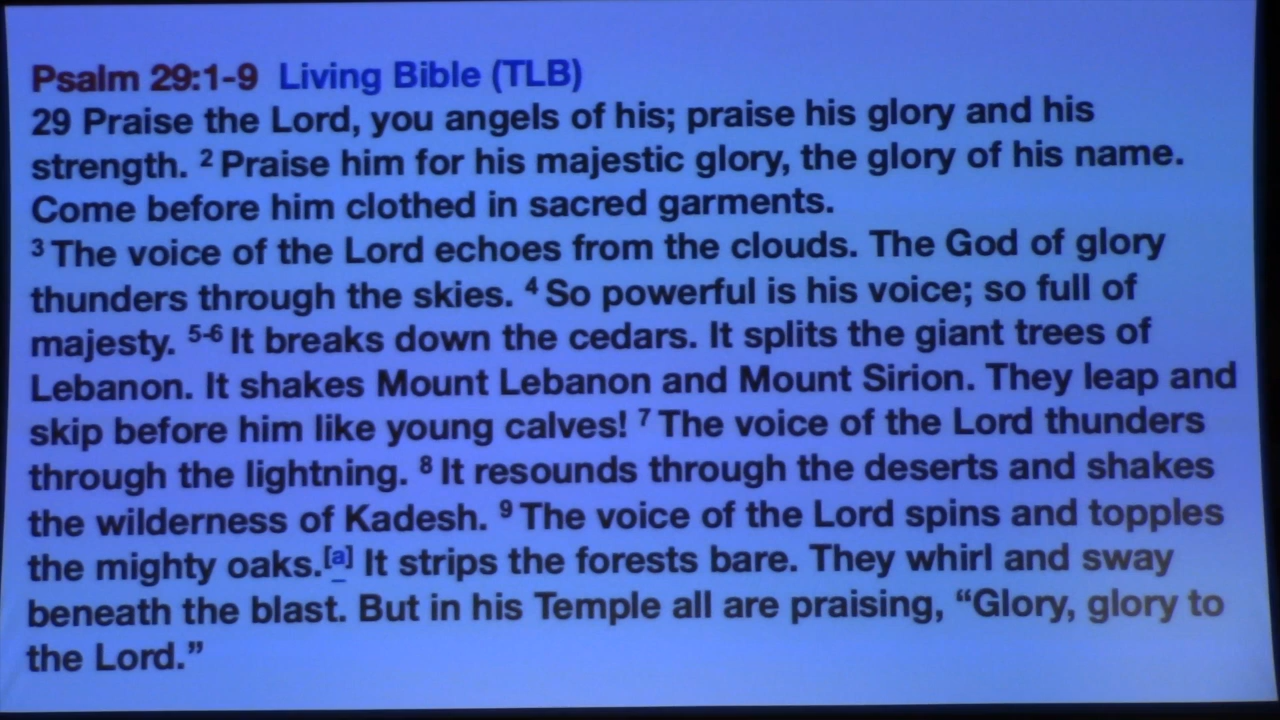 Psalm 29:1-9 Living Bible (TLB)
29 Praise the Lord, you angels of his; praise his glory and his
strength. 2 Praise him for his majestic glory, the glory of his name.
Come before him clothed in sacred garments.
3 The voice of the Lord echoes from the clouds. The God of glory
thunders through the skies. 4 So powerful is his voice; so full of
majesty. 5-6 It breaks down the cedars. It splits the giant trees of
Lebanon. It shakes Mount Lebanon and Mount Sirion. They leap and
skip before him like young calves! 7 The voice of the Lord thunders
through the lightning. 8 It resounds through the deserts and shakes
the wilderness of Kadesh. 9 The voice of the Lord spins and topples
the mighty oaks.[a] It strips the forests bare. They whirl and sway
beneath the blast. But in his Temple all are praising, “Glory, glory to
the Lord.”